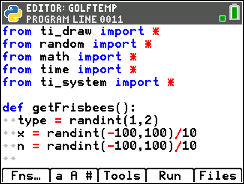 EDITOR: GOLFTEMP
PROGRAM LINE 0011
from ti_draw import *
from random import *
from math import *
from time import *
from ti_system import *

def getFrisbees():
  type = randint(1,2)
  x = randint(-100,100)/10
  n = randint(-100,100)/10
Fns… a A # Tools Run Files